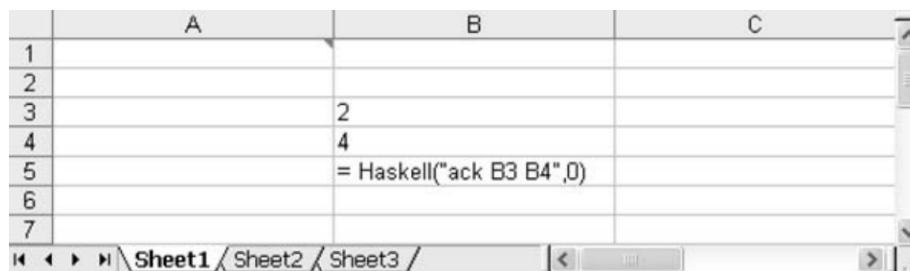 A B C
1
2
3 2
4 4
5 = Haskell("ack B3 B4",0)
6
7
Sheet1 Sheet2 Sheet3